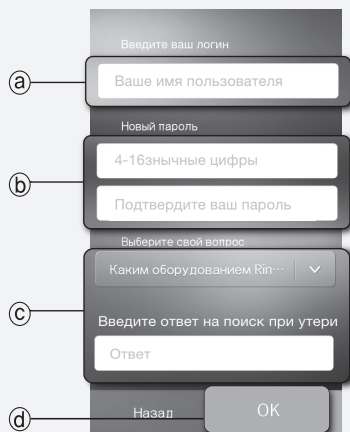 Введите ваш логин
ⓐ Ваше имя пользователя
Новый пароль
4-16знычные цифры
ⓑ
Подтвердите ваш пароль
Выберите свой вопрос
Каким оборудованием Rin···
ⓒ
Введите ответ на поиск при утери
Ответ
ⓓ Назад OK